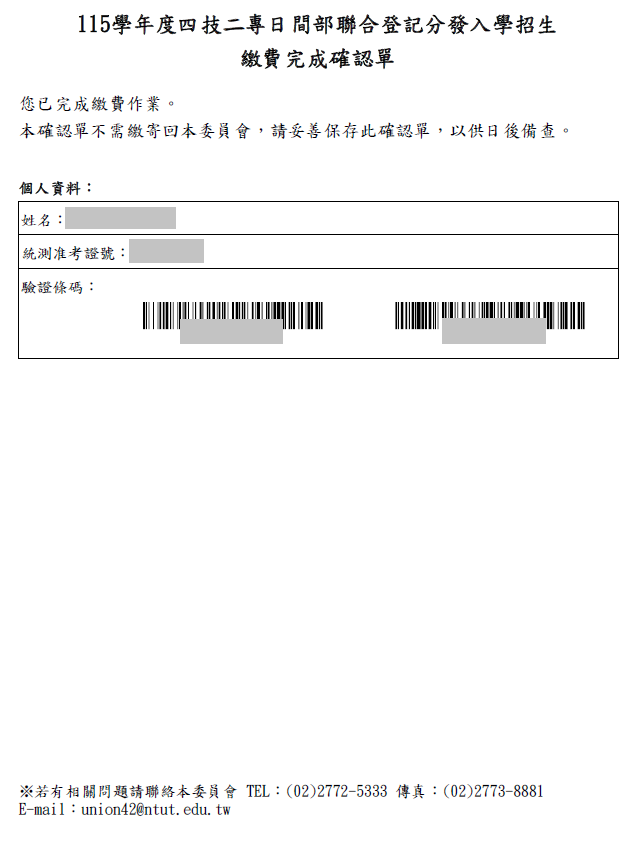 115學年度四技二專日間部聯合登記分發入學招生
繳費完成確認單
您已完成繳費作業。
本確認單不需繳寄回本委員會，請妥善保存此確認單，以供日後備查。
個人資料：
姓名：
統測准考證號：
驗證條碼：
※若有相關問題請聯絡本委員會 TEL：(02)2772-5333 傳真：(02)2773-8881
E-mail：union42@ntut.edu.tw